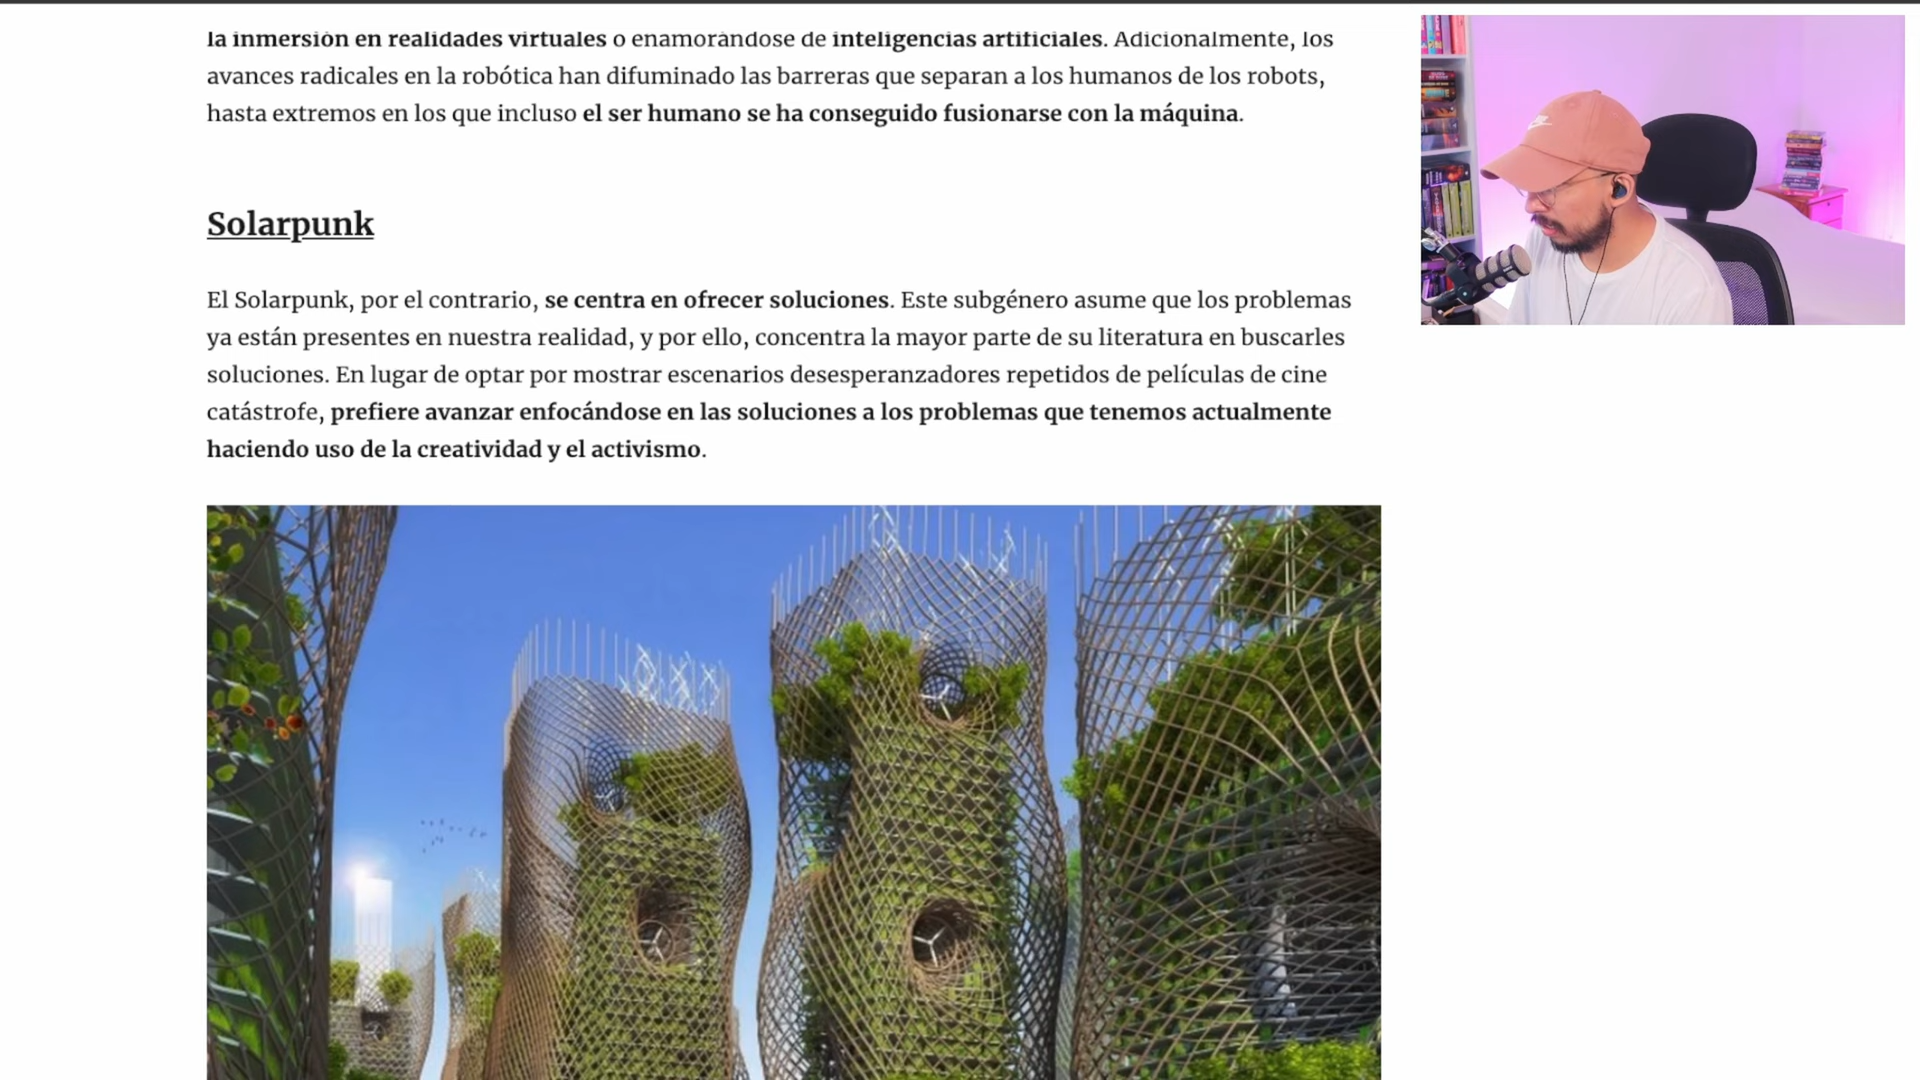 la inmersión en realidades virtuales o enamorándose de inteligencias artificiales. Adicionalmente, los
avances radicales en la robótica han difuminado las barreras que separan a los humanos de los robots,
hasta extremos en los que incluso el ser humano se ha conseguido fusionarse con la máquina.
Solarpunk
El Solarpunk, por el contrario, se centra en ofrecer soluciones. Este subgénero asume que los problemas
ya están presentes en nuestra realidad, y por ello, concentra la mayor parte de su literatura en buscarles
soluciones. En lugar de optar por mostrar escenarios desesperanzadores repetidos de películas de cine
catástrofe, prefiere avanzar enfocándose en las soluciones a los problemas que tenemos actualmente
haciendo uso de la creatividad y el activismo.